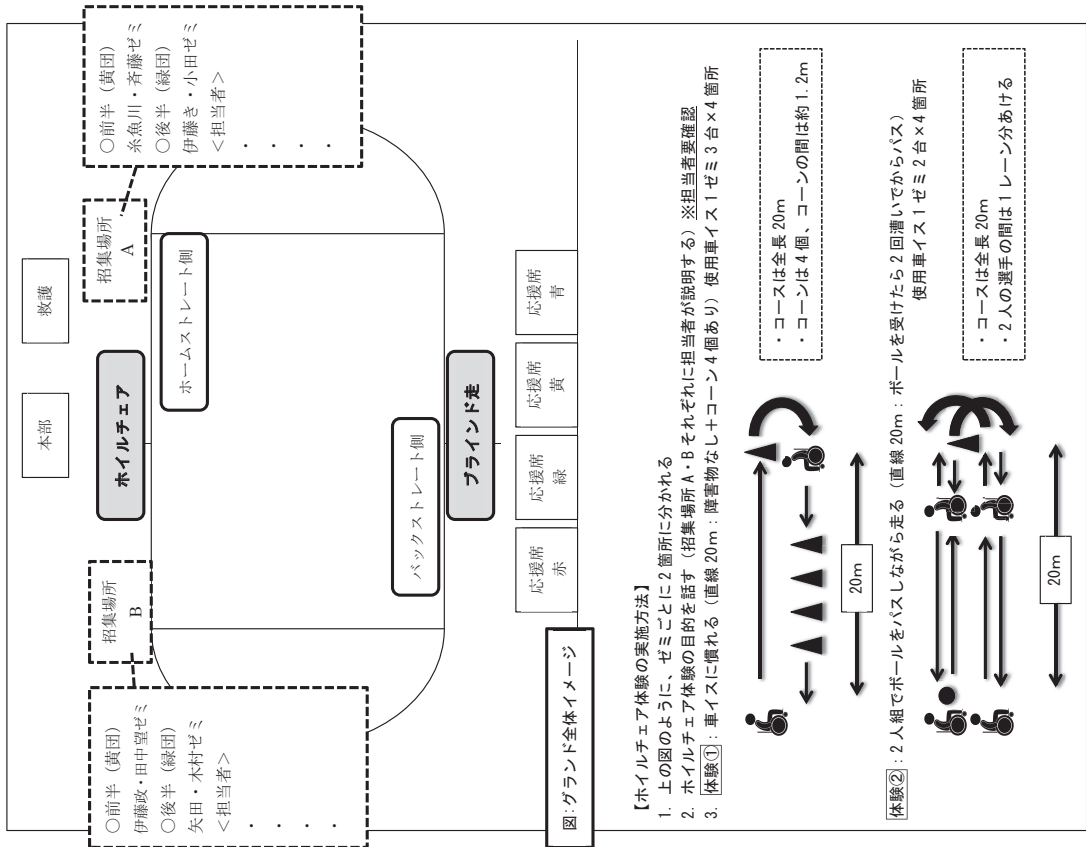 本部
救護
招集場所
B
ホイルチェア
招集場所
A
○前半（黄団）
伊藤政・田中望ゼミ
○後半（緑団）
矢田・木村ゼミ
＜担当者＞
・
・
・
・
○前半（黄団）
糸魚川・斉藤ゼミ
○後半（緑団）
伊藤き・小田ゼミ
＜担当者＞
・
・
・
・
ホームストレート側
バックストレート側
ブラインド走
応援席
赤
応援席
緑
応援席
黄
応援席
青
図:グランド全体イメージ
【ホイルチェア体験の実施方法】
1. 上の図のように、ゼミごとに2箇所に分かれる
2. ホイルチェア体験の目的を話す（招集場所A・Bそれぞれに担当者が説明する）※担当者要確認
3. 体験①：車イスに慣れる（直線20m：障害物なし＋コーン4個あり）使用車イス1ゼミ3台×4箇所
20m
・コースは全長20m
・コーンは4個、コーンの間は約1.2m
体験②：2人組でボールをパスしながら走る（直線20m：ボールを受けたら2回漕いでからパス）
使用車イス1ゼミ2台×4箇所
20m
・コースは全長20m
・2人の選手の間は1レーン分あける